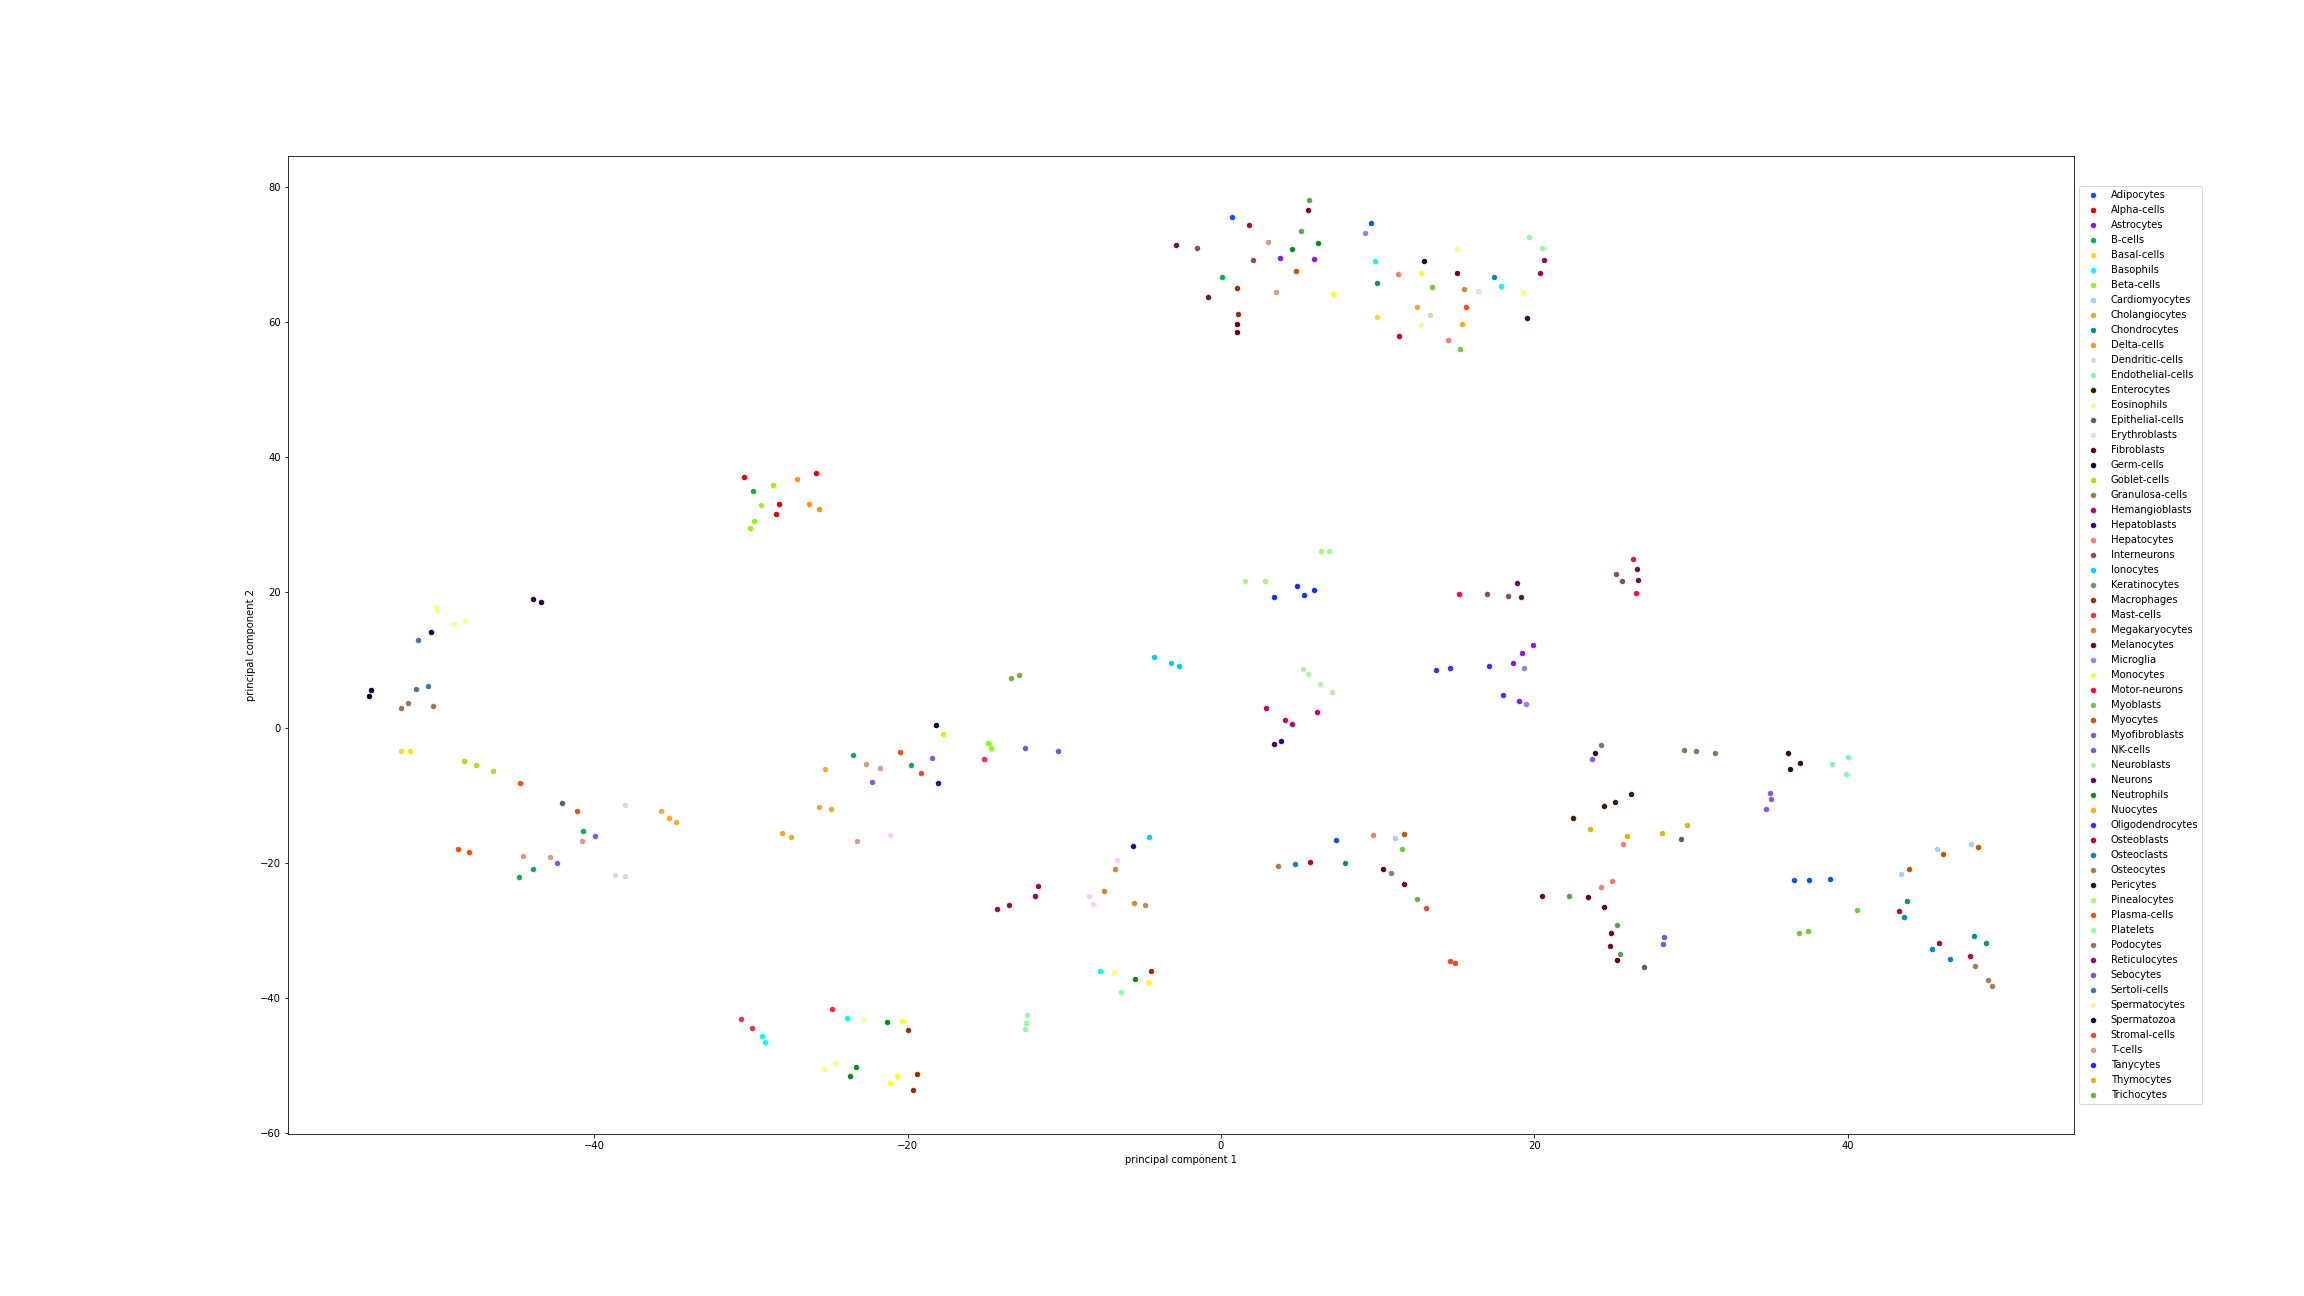 80
60
40
20
0
−20
−40
−60
principal component 2
−40
−20
0
20
40
principal component 1
Adipocytes
Alpha-cells
Astrocytes
B-cells
Basal-cells
Basophils
Beta-cells
Cardiomyocytes
Cholangiocytes
Chondrocytes
Delta-cells
Dendritic-cells
Endothelial-cells
Enterocytes
Eosinophils
Epithelial-cells
Erythroblasts
Fibroblasts
Germ-cells
Goblet-cells
Granulosa-cells
Hemangioblasts
Hepatoblasts
Hepatocytes
Interneurons
Ionocytes
Keratinocytes
Macrophages
Mast-cells
Megakaryocytes
Melanocytes
Microglia
Monocytes
Motor-neurons
Myoblasts
Myocytes
Myofibroblasts
NK-cells
Neuroblasts
Neurons
Neutrophils
Nuocytes
Oligodendrocytes
Osteoblasts
Osteoclasts
Osteocytes
Pericytes
Pinealocytes
Plasma-cells
Platelets
Podocytes
Reticulocytes
Sebocytes
Sertoli-cells
Spermatocytes
Spermatozoa
Stromal-cells
T-cells
Tanycytes
Thymocytes
Trichocytes